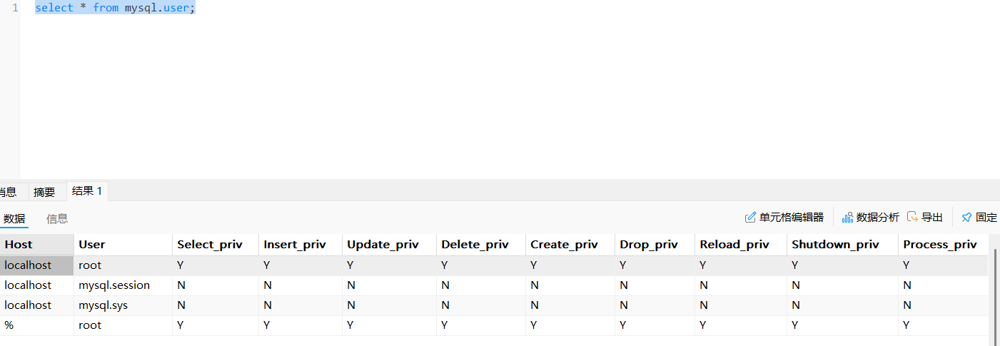 1 select * from mysql.user;
消息 摘要 结果 1
数据 信息 单元格编辑器 数据分析 导出 固定
Host User Select_priv Insert_priv Update_priv Delete_priv Create_priv Drop_priv Reload_priv Shutdown_priv Process_priv
localhost root Y Y Y Y Y Y Y Y Y
localhost mysql.session N N N N N N N N N
localhost mysql.sys N N N N N N N N N
% root Y Y Y Y Y Y Y Y Y